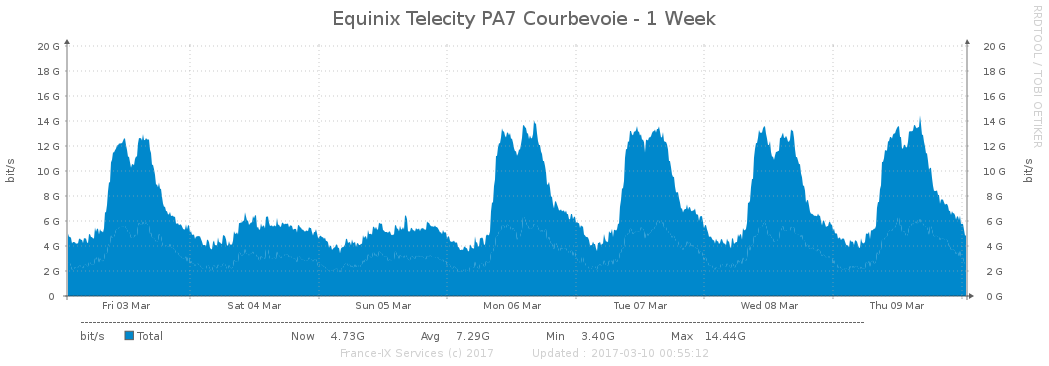 Equinix Telecity PA7 Courbevoie - 1 Week
RRDTOOL / TOBI OETIKER
bit/s
20 G 20 G
18 G 18 G
16 G 16 G
14 G 14 G
12 G 12 G
10 G 10 G
8 G 8 G
6 G 6 G
4 G 4 G
2 G 2 G
0 0 G
bit/s
Fri 03 Mar Sat 04 Mar Sun 05 Mar Mon 06 Mar Tue 07 Mar Wed 08 Mar Thu 09 Mar
bit/s Total Now 4.73G Avg 7.29G Min 3.40G Max 14.44G
France-IX Services (c) 2017 Updated : 2017-03-10 00:55:12